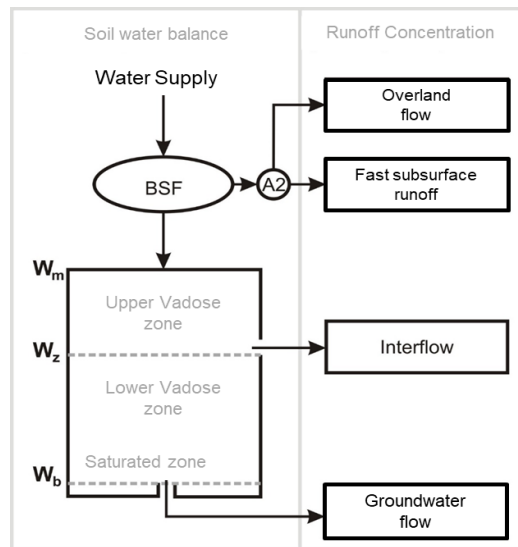 Soil water balance
Runoff Concentration
Water Supply
Overland
flow
BSF
A2
Fast subsurface
runoff
Wm
Upper Vadose
zone
Wz
Interflow
Lower Vadose
zone
Saturated zone
Wb
Groundwater
flow